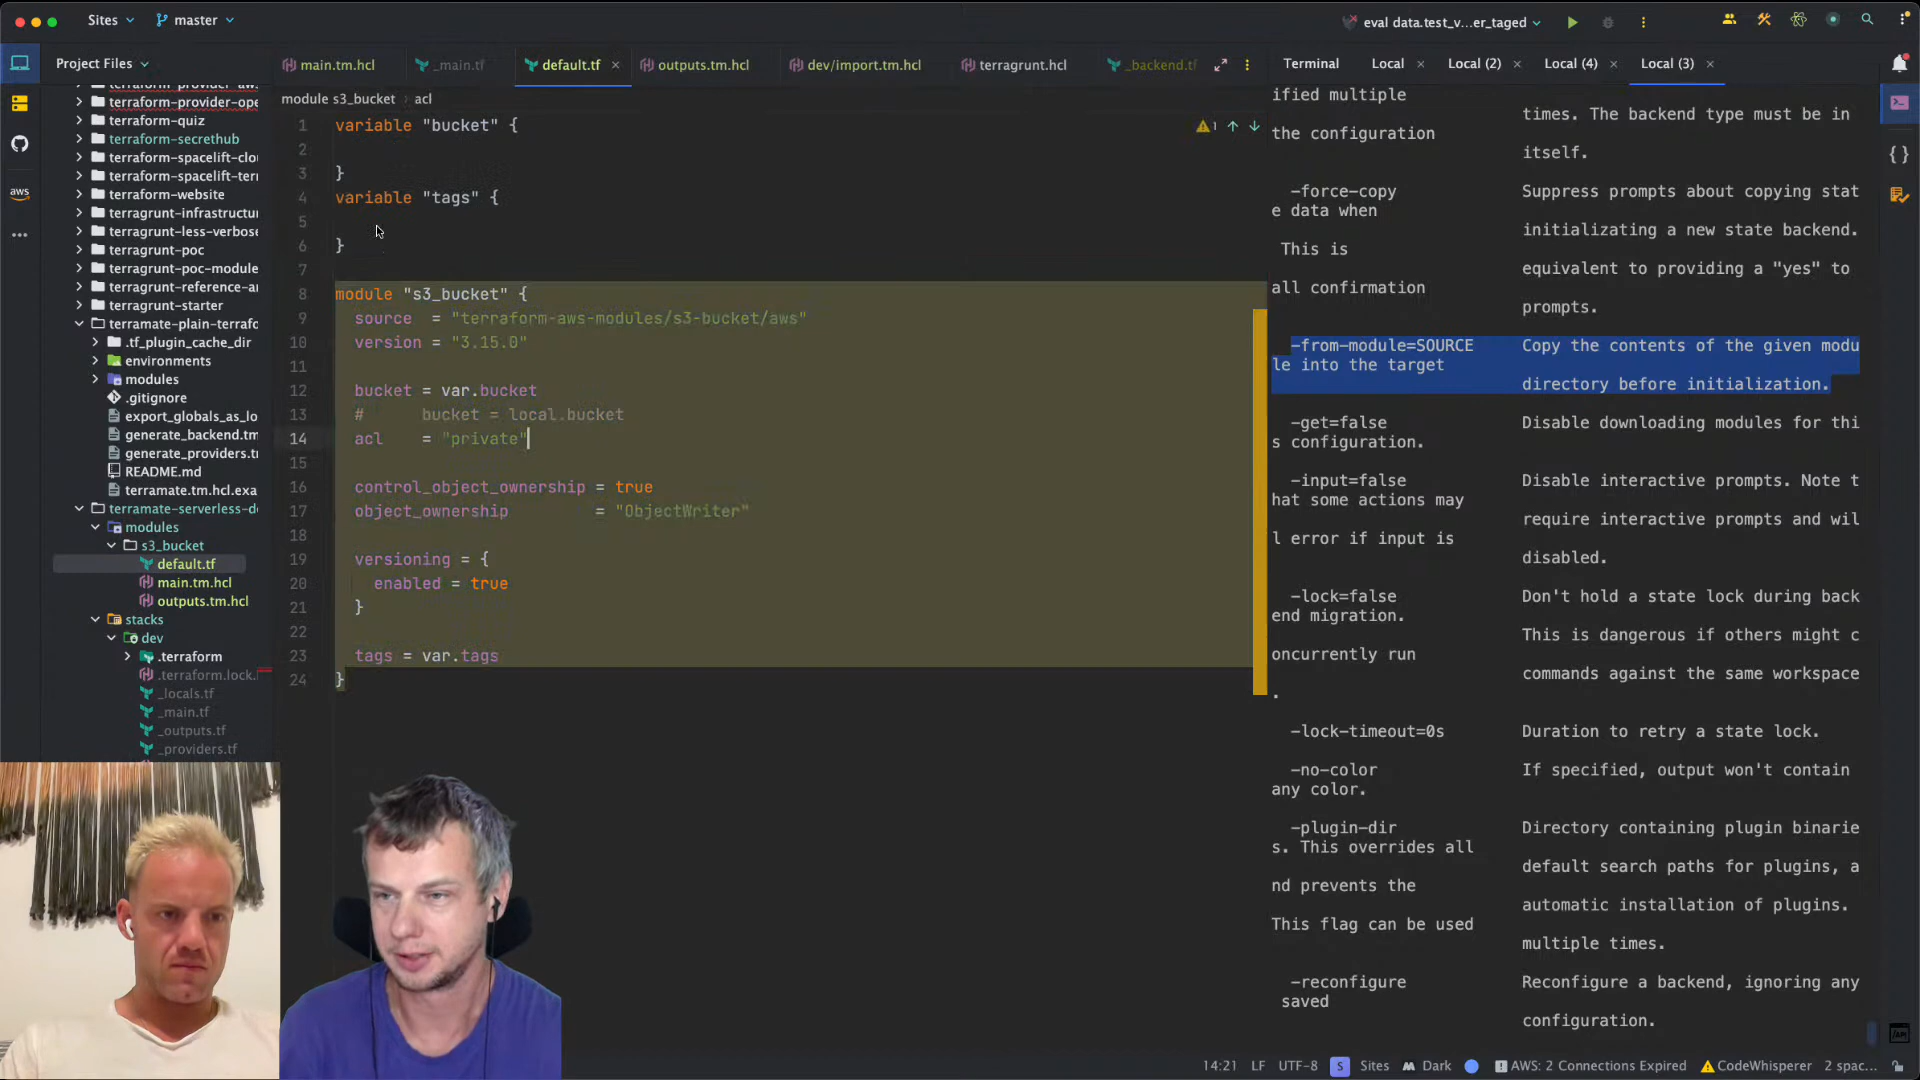 Sites
master
eval data.test_v...er_taged
Project Files
main.tm.hcl
_main.tf
default.tf
outputs.tm.hcl
dev/import.tm.hcl
terragrunt.hcl
_backend.tf
Terminal
Local
Local (2)
Local (4)
Local (3)
terraform-provider-ope
terraform-quiz
terraform-secrethub
terraform-spacelift-clo
terraform-spacelift-ter
terraform-website
terragrunt-infrastructu
terragrunt-less-verbose
terragrunt-poc
terragrunt-poc-module
terragrunt-reference-ar
terragrunt-starter
terramate-plain-terrafo
.tf_plugin_cache_dir
environments
modules
.gitignore
export_globals_as_lo
generate_backend.tm
generate_providers.t
README.md
terramate.tm.hcl.exa
terramate-serverless-de
modules
s3_bucket
default.tf
main.tm.hcl
outputs.tm.hcl
stacks
dev
.terraform
.terraform.lock.
_locals.tf
_main.tf
_outputs.tf
_providers.tf
aws
module s3_bucket › acl
1 variable "bucket" {
2
3 }
4 variable "tags" {
5
6 }
7
8 module "s3_bucket" {
9 source  = "terraform-aws-modules/s3-bucket/aws"
10 version = "3.15.0"
11
12 bucket = var.bucket
13 #      bucket = local.bucket
14 acl    = "private"
15
16 control_object_ownership = true
17 object_ownership         = "ObjectWriter"
18
19 versioning = {
20 enabled = true
21 }
22
23 tags = var.tags
24 }
1
ified multiple times. The backend type must be in
the configuration itself.
-force-copy Suppress prompts about copying stat
e data when
initializating a new state backend.
This is
equivalent to providing a "yes" to
all confirmation
prompts.
-from-module=SOURCE Copy the contents of the given modu
le into the target
directory before initialization.
-get=false Disable downloading modules for thi
s configuration.
-input=false Disable interactive prompts. Note t
hat some actions may
require interactive prompts and wil
l error if input is
disabled.
-lock=false Don't hold a state lock during back
end migration.
This is dangerous if others might c
oncurrently run
commands against the same workspace
.
-lock-timeout=0s Duration to retry a state lock.
-no-color If specified, output won't contain
any color.
-plugin-dir Directory containing plugin binarie
s. This overrides all
default search paths for plugins, a
nd prevents the
automatic installation of plugins.
This flag can be used
multiple times.
-reconfigure Reconfigure a backend, ignoring any
saved
configuration.
14:21 LF UTF-8 S Sites Dark AWS: 2 Connections Expired CodeWhisperer 2 spac...